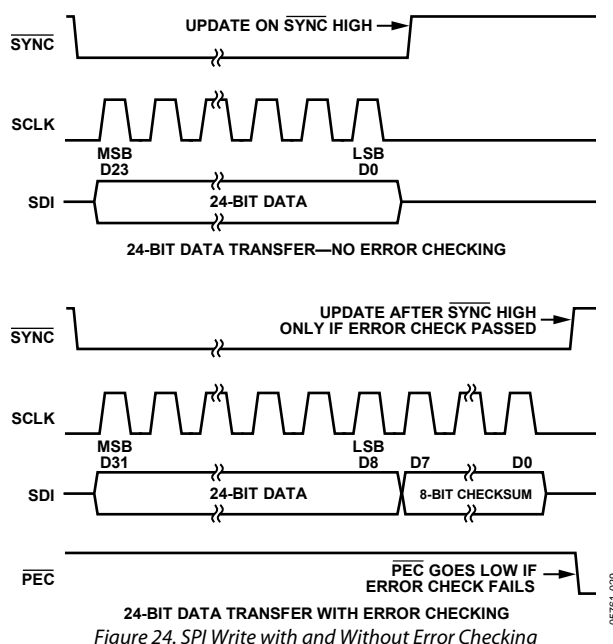 UPDATE ON SYNC HIGH
SYNC
SCLK
MSB
D23
LSB
D0
SDI
24-BIT DATA
24-BIT DATA TRANSFER—NO ERROR CHECKING
UPDATE AFTER SYNC HIGH
ONLY IF ERROR CHECK PASSED
SYNC
SCLK
MSB
D31
LSB
D8
D7
D0
SDI
24-BIT DATA
8-BIT CHECKSUM
PEC
PEC GOES LOW IF
ERROR CHECK FAILS
24-BIT DATA TRANSFER WITH ERROR CHECKING
Figure 24. SPI Write with and Without Error Checking